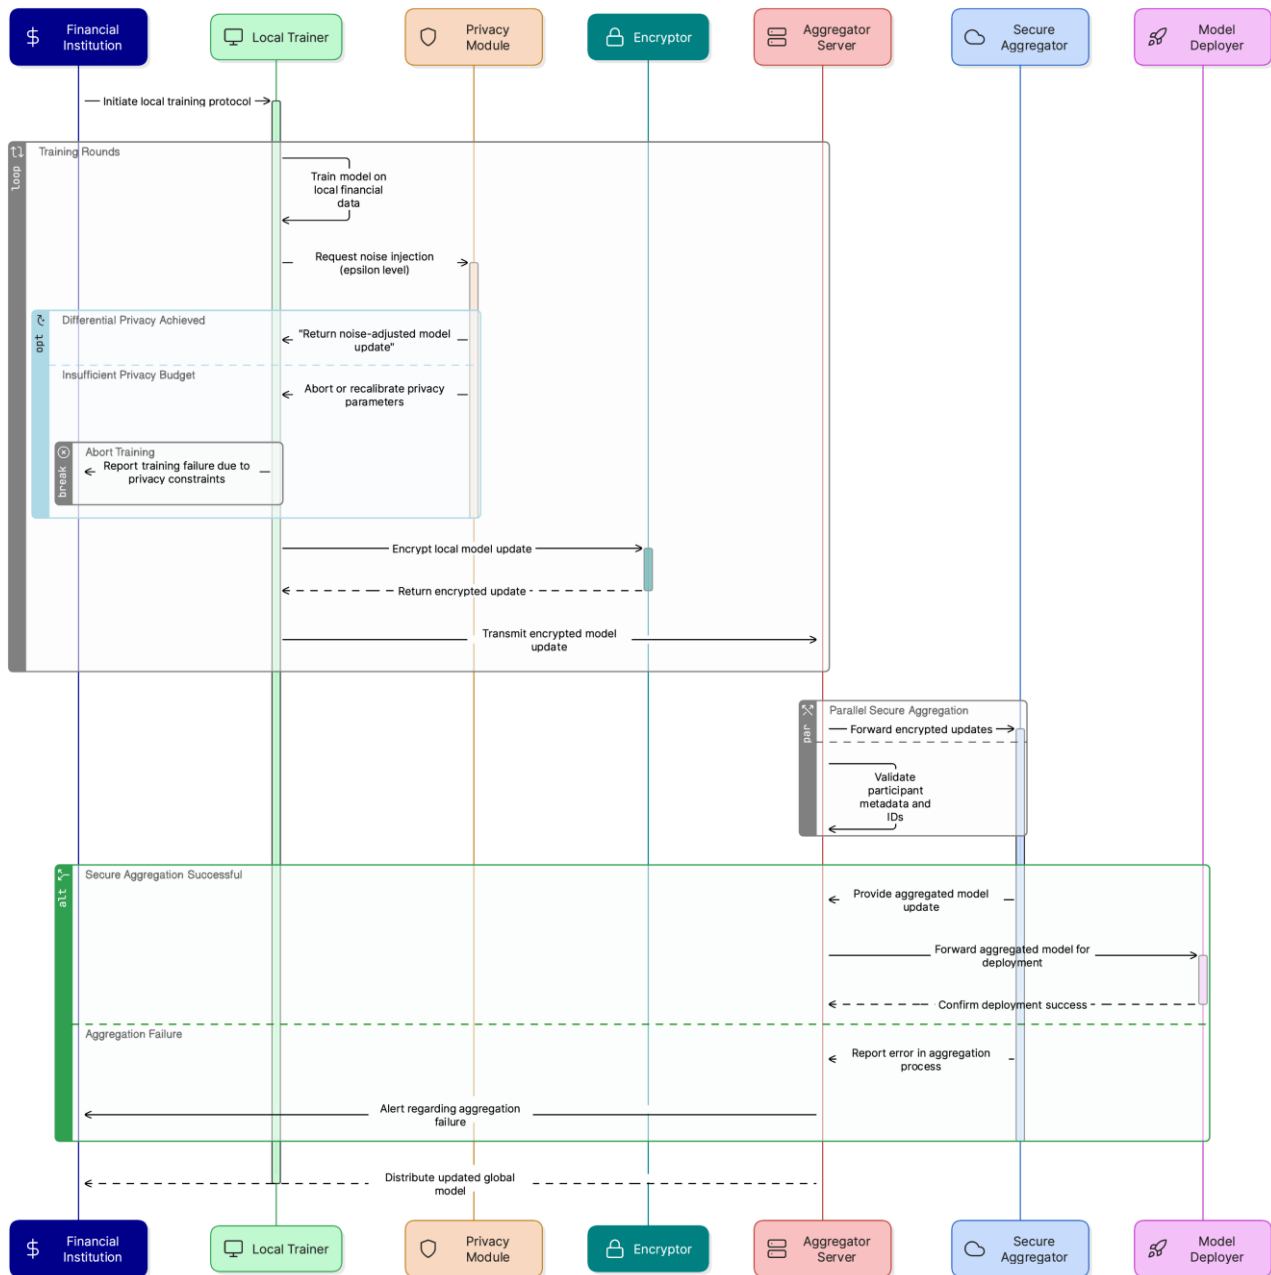 Financial
Institution
Local Trainer
Privacy
Module
Encryptor
Aggregator
Server
Secure
Aggregator
Model
Deployer
Initiate local training protocol
loop
Training Rounds
Train model on
local financial
data
Request noise injection
(epsilon level)
opt
Differential Privacy Achieved
"Return noise-adjusted model
update"
Insufficient Privacy Budget
Abort or recalibrate privacy
parameters
break
Abort Training
Report training failure due to
privacy constraints
Encrypt local model update
Return encrypted update
Transmit encrypted model
update
par
Parallel Secure Aggregation
Forward encrypted updates
Validate
participant
metadata and
IDs
alt
Secure Aggregation Successful
Provide aggregated model
update
Forward aggregated model for
deployment
Confirm deployment success
Aggregation Failure
Report error in aggregation
process
Alert regarding aggregation
failure
Distribute updated global
model
Financial
Institution
Local Trainer
Privacy
Module
Encryptor
Aggregator
Server
Secure
Aggregator
Model
Deployer